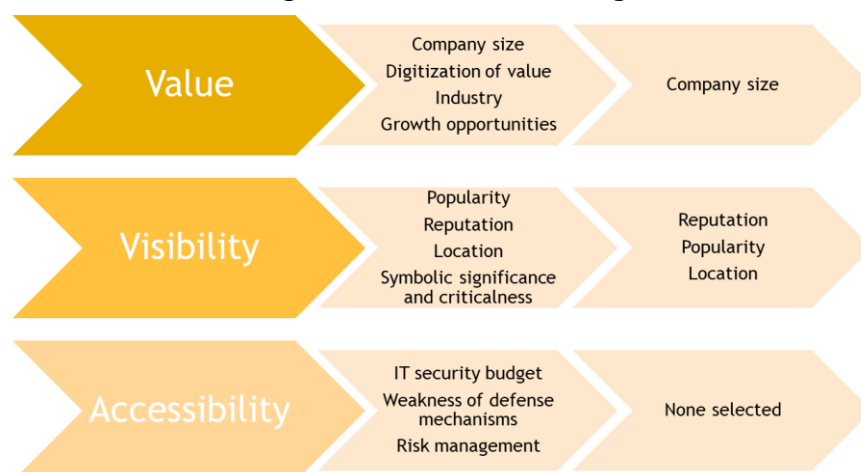 Value
Company size
Digitization of value
Industry
Growth opportunities
Company size
Visibility
Popularity
Reputation
Location
Symbolic significance
and criticalness
Reputation
Popularity
Location
Accessibility
IT security budget
Weakness of defense
mechanisms
Risk management
None selected